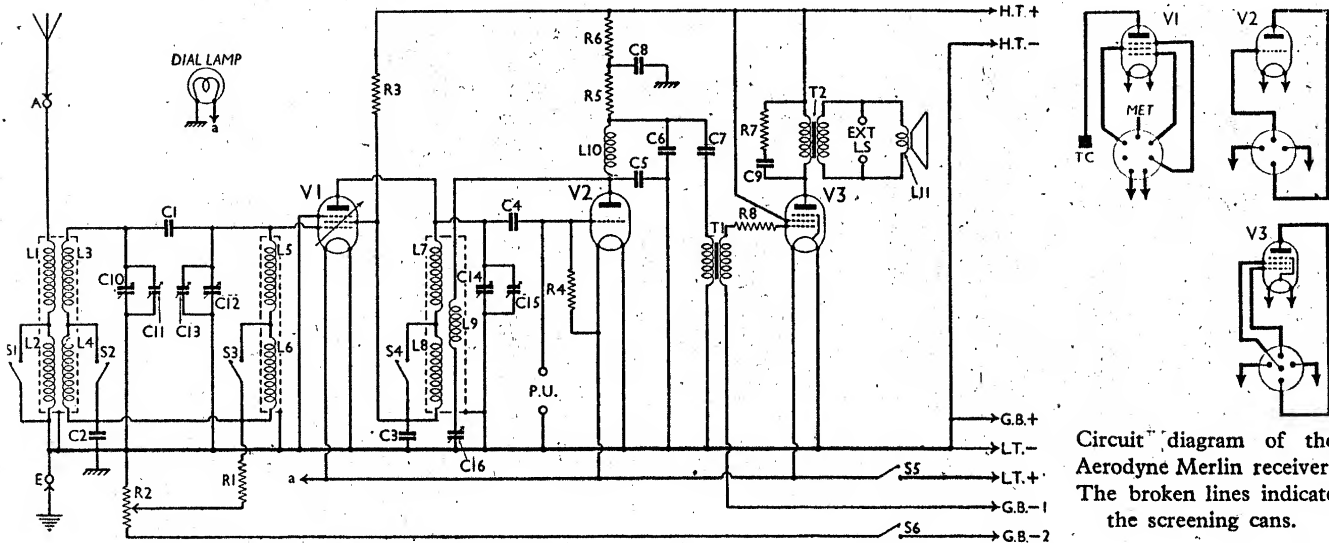 H.T.+
H.T.-
DIAL LAMP
a
A
R6
C8
R5
R3
L10
C6
C7
C5
R7
C9
T2
EXT
L.S
L11
V1
V2
V3
C1
C4
T1
R8
L1
L3
L5
L7
C10
C11
C13
C12
C14
C15
R4
L9
S1
L2
L4
S2
S3
L6
S4
L8
P.U.
C2
C3
C16
E
R2
R1
a
S5
S6
G.B.+
L.T.-
L.T.+
G.B.-1
G.B.-2
V1
V2
MET
TC
V3
Circuit diagram of the
Aerodyne Merlin receiver
The broken lines indicate
the screening cans.